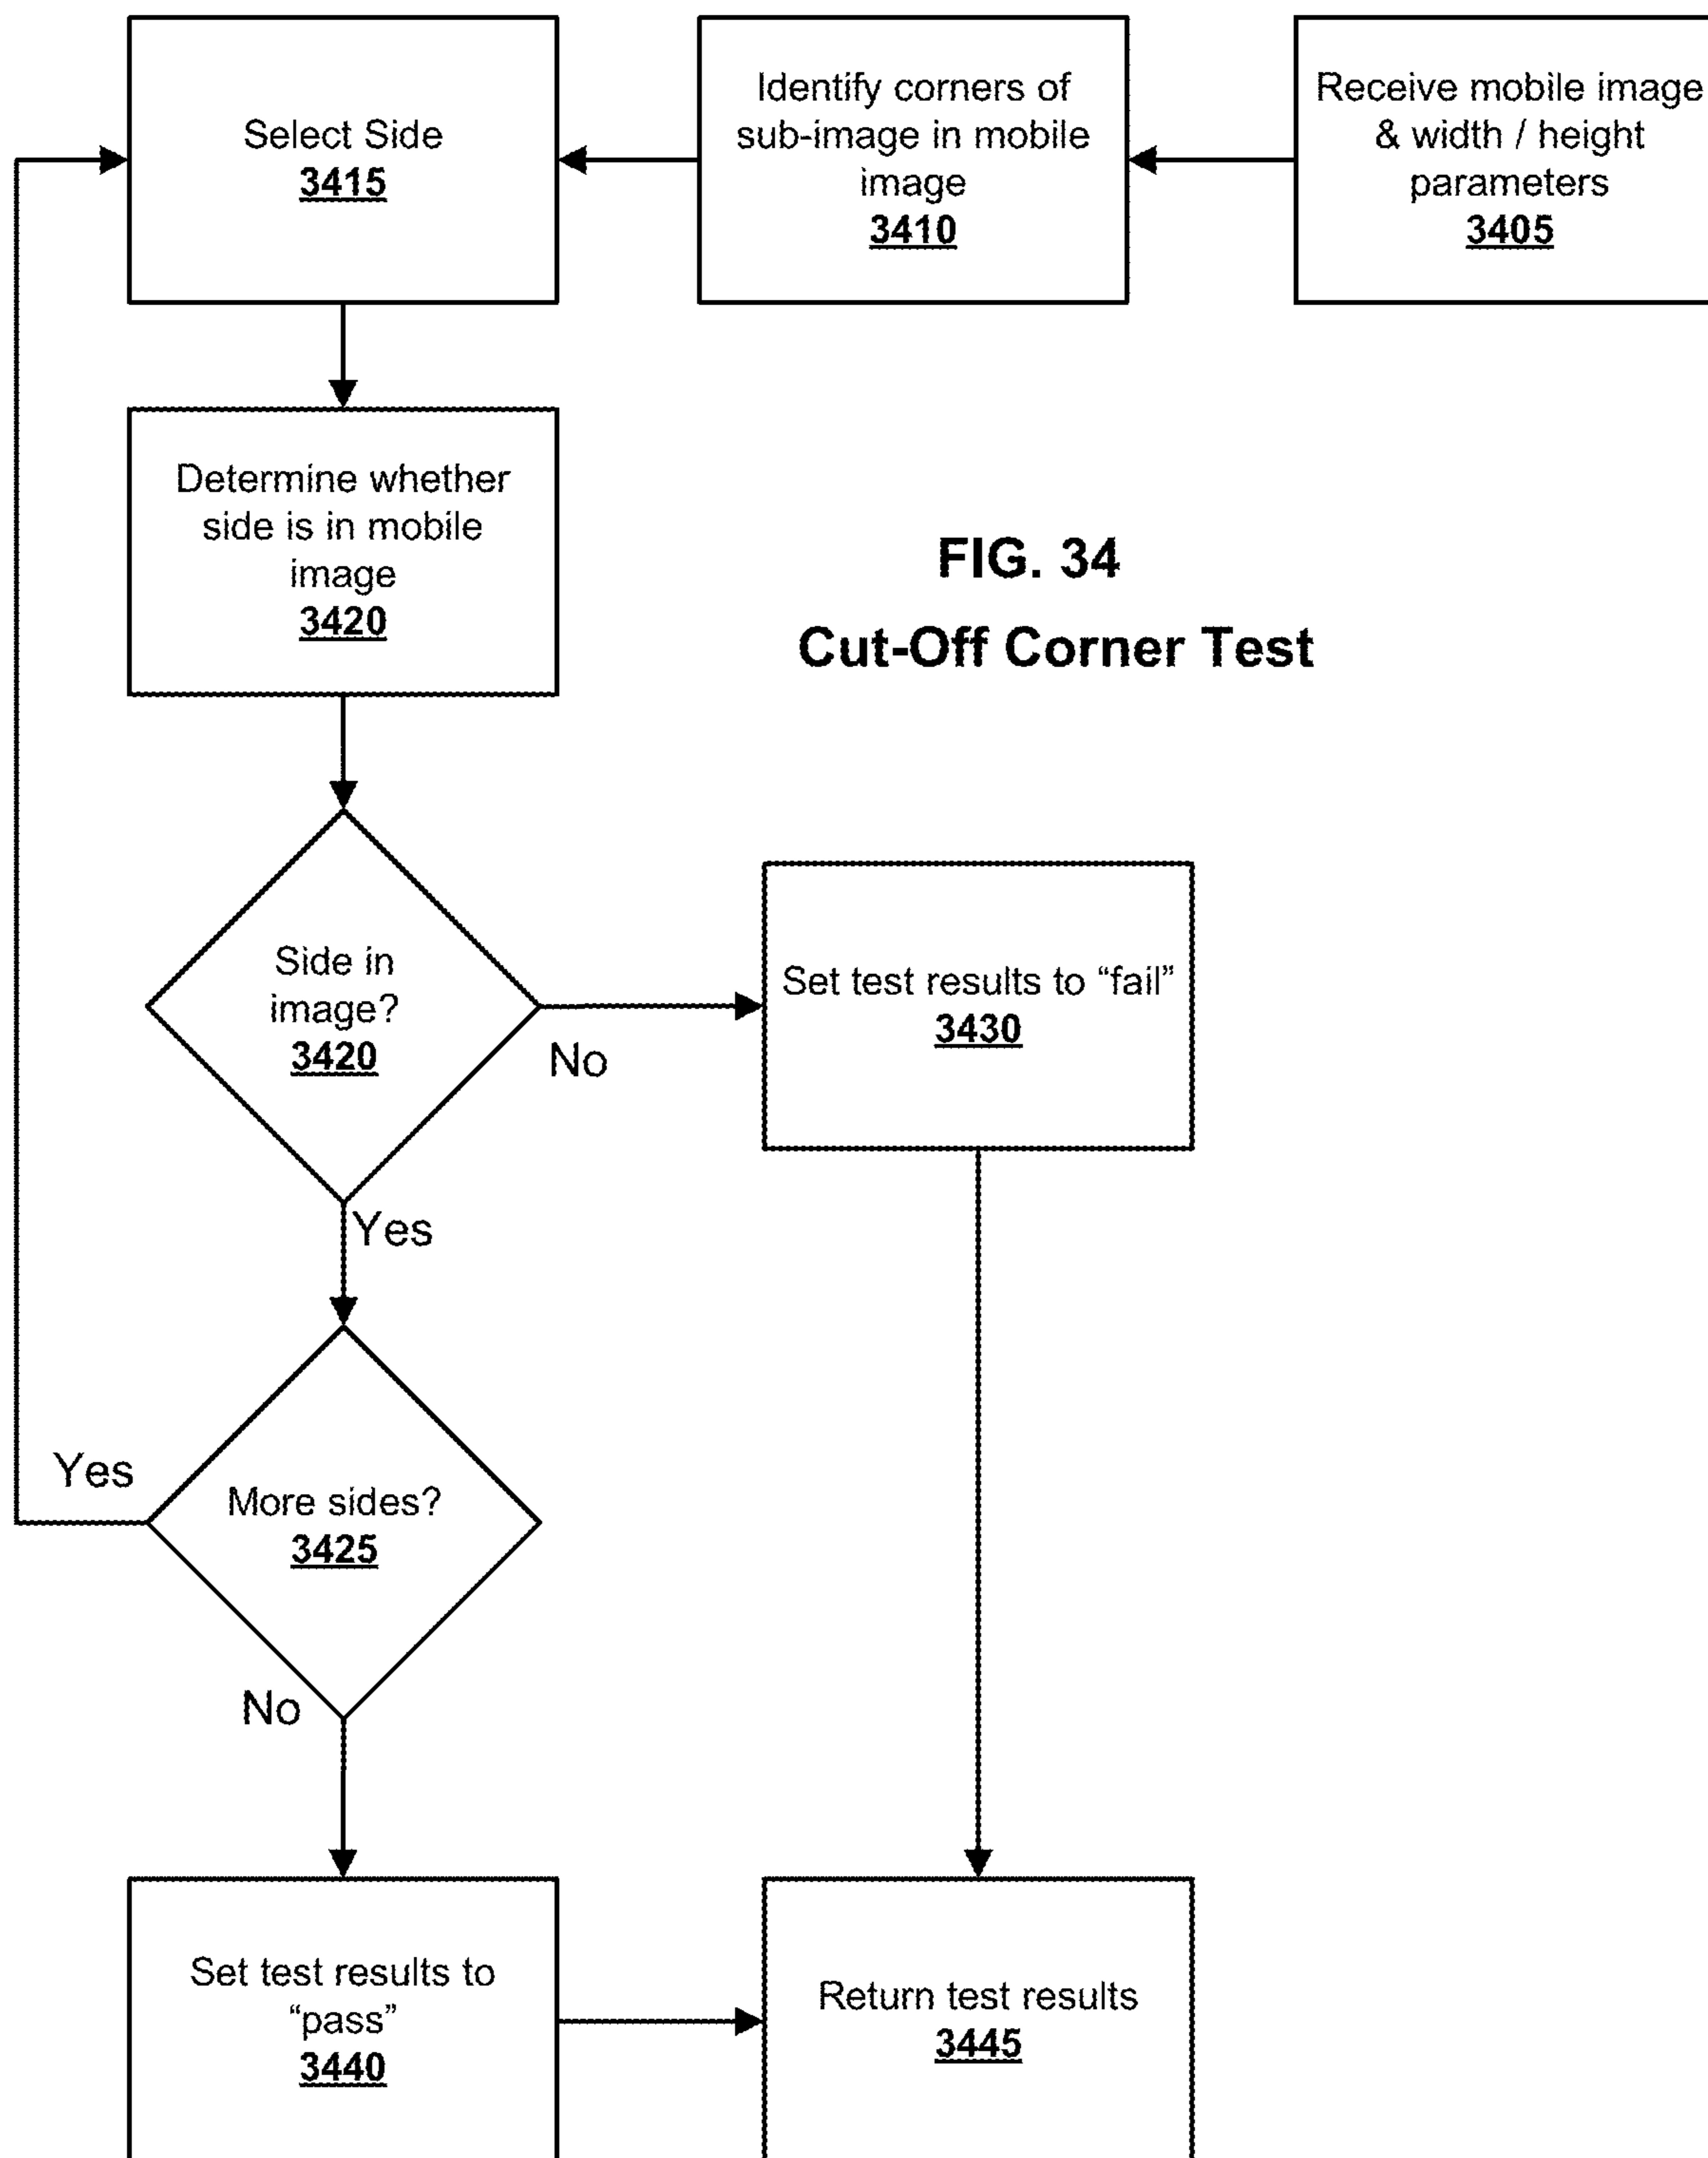 Select Side
3415
Identify corners of
sub-image in mobile
image
3410
Receive mobile image
& width / height
parameters
3405
Determine whether
side is in mobile
image
3420
FIG. 34
Cut-Off Corner Test
Side in
image?
3420
No
Set test results to “fail”
3430
Yes
Yes
More sides?
3425
No
Set test results to
“pass”
3440
Return test results
3445